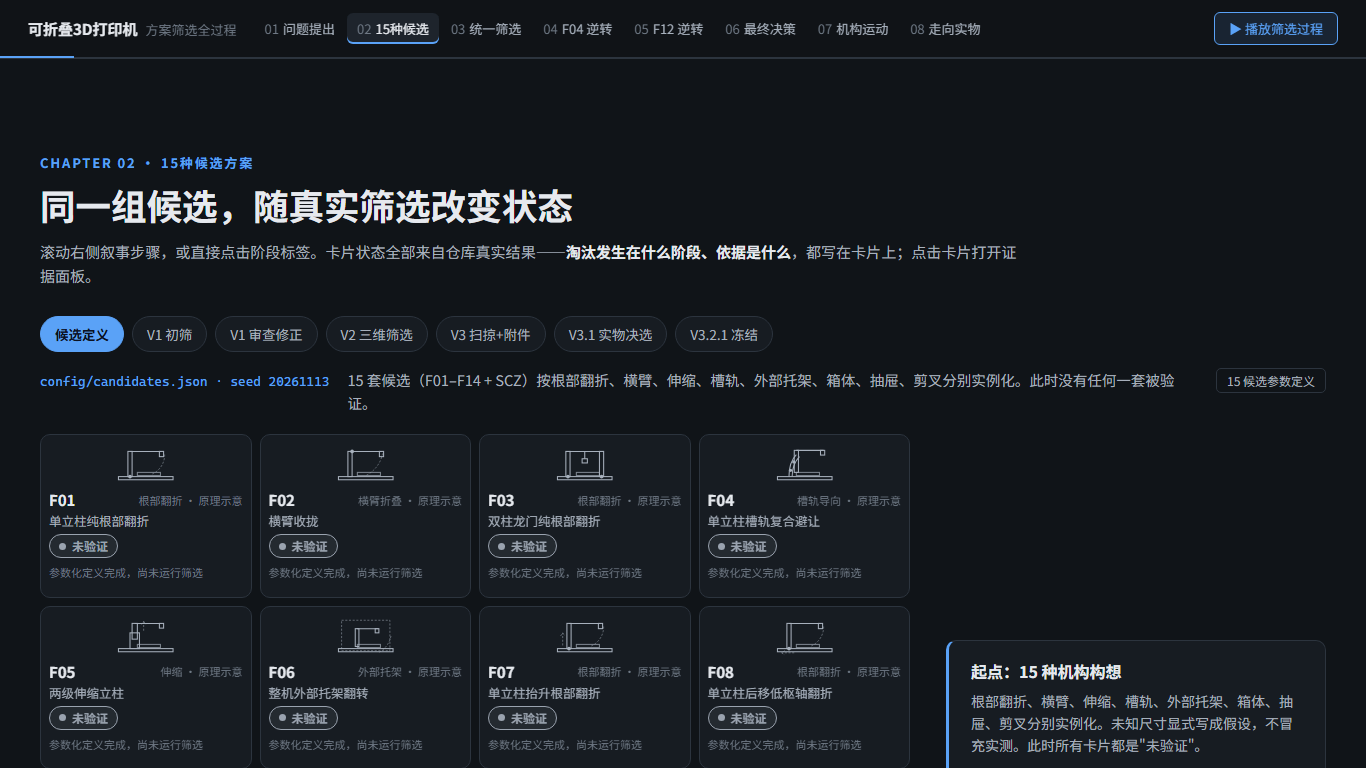 可折叠3D打印机 方案筛选全过程 01 问题提出 02 15种候选 03 统一筛选 04 F04 逆转 05 F12 逆转 06 最终决策 07 机构运动 08 走向实物 ▶ 播放筛选过程
CHAPTER 02 · 15种候选方案
同一组候选，随真实筛选改变状态
滚动右侧叙事步骤，或直接点击阶段标签。卡片状态全部来自仓库真实结果——淘汰发生在什么阶段、依据是什么，都写在卡片上；点击卡片打开证
据面板。
候选定义 V1 初筛 V1 审查修正 V2 三维筛选 V3 扫掠+附件 V3.1 实物决选 V3.2.1 冻结
config/candidates.json · seed 20261113 15 套候选（F01–F14 + SCZ）按根部翻折、横臂、伸缩、槽轨、外部托架、箱体、抽屉、剪叉分别实例化。此时没有任何一套被验 15 候选参数定义
证。
F01 根部翻折 · 原理示意
单立柱纯根部翻折
未验证
参数化定义完成，尚未运行筛选
F02 横臂折叠 · 原理示意
横臂收拢
未验证
参数化定义完成，尚未运行筛选
F03 根部翻折 · 原理示意
双柱龙门纯根部翻折
未验证
参数化定义完成，尚未运行筛选
F04 槽轨导向 · 原理示意
单立柱槽轨复合避让
未验证
参数化定义完成，尚未运行筛选
F05 伸缩 · 原理示意
两级伸缩立柱
未验证
参数化定义完成，尚未运行筛选
F06 外部托架 · 原理示意
整机外部托架翻转
未验证
参数化定义完成，尚未运行筛选
F07 根部翻折 · 原理示意
单立柱抬升根部翻折
未验证
参数化定义完成，尚未运行筛选
F08 根部翻折 · 原理示意
单立柱后移低枢轴翻折
未验证
参数化定义完成，尚未运行筛选
起点：15 种机构构想
根部翻折、横臂、伸缩、槽轨、外部托架、箱体、抽
屉、剪叉分别实例化。未知尺寸显式写成假设，不冒
充实测。此时所有卡片都是"未验证"。